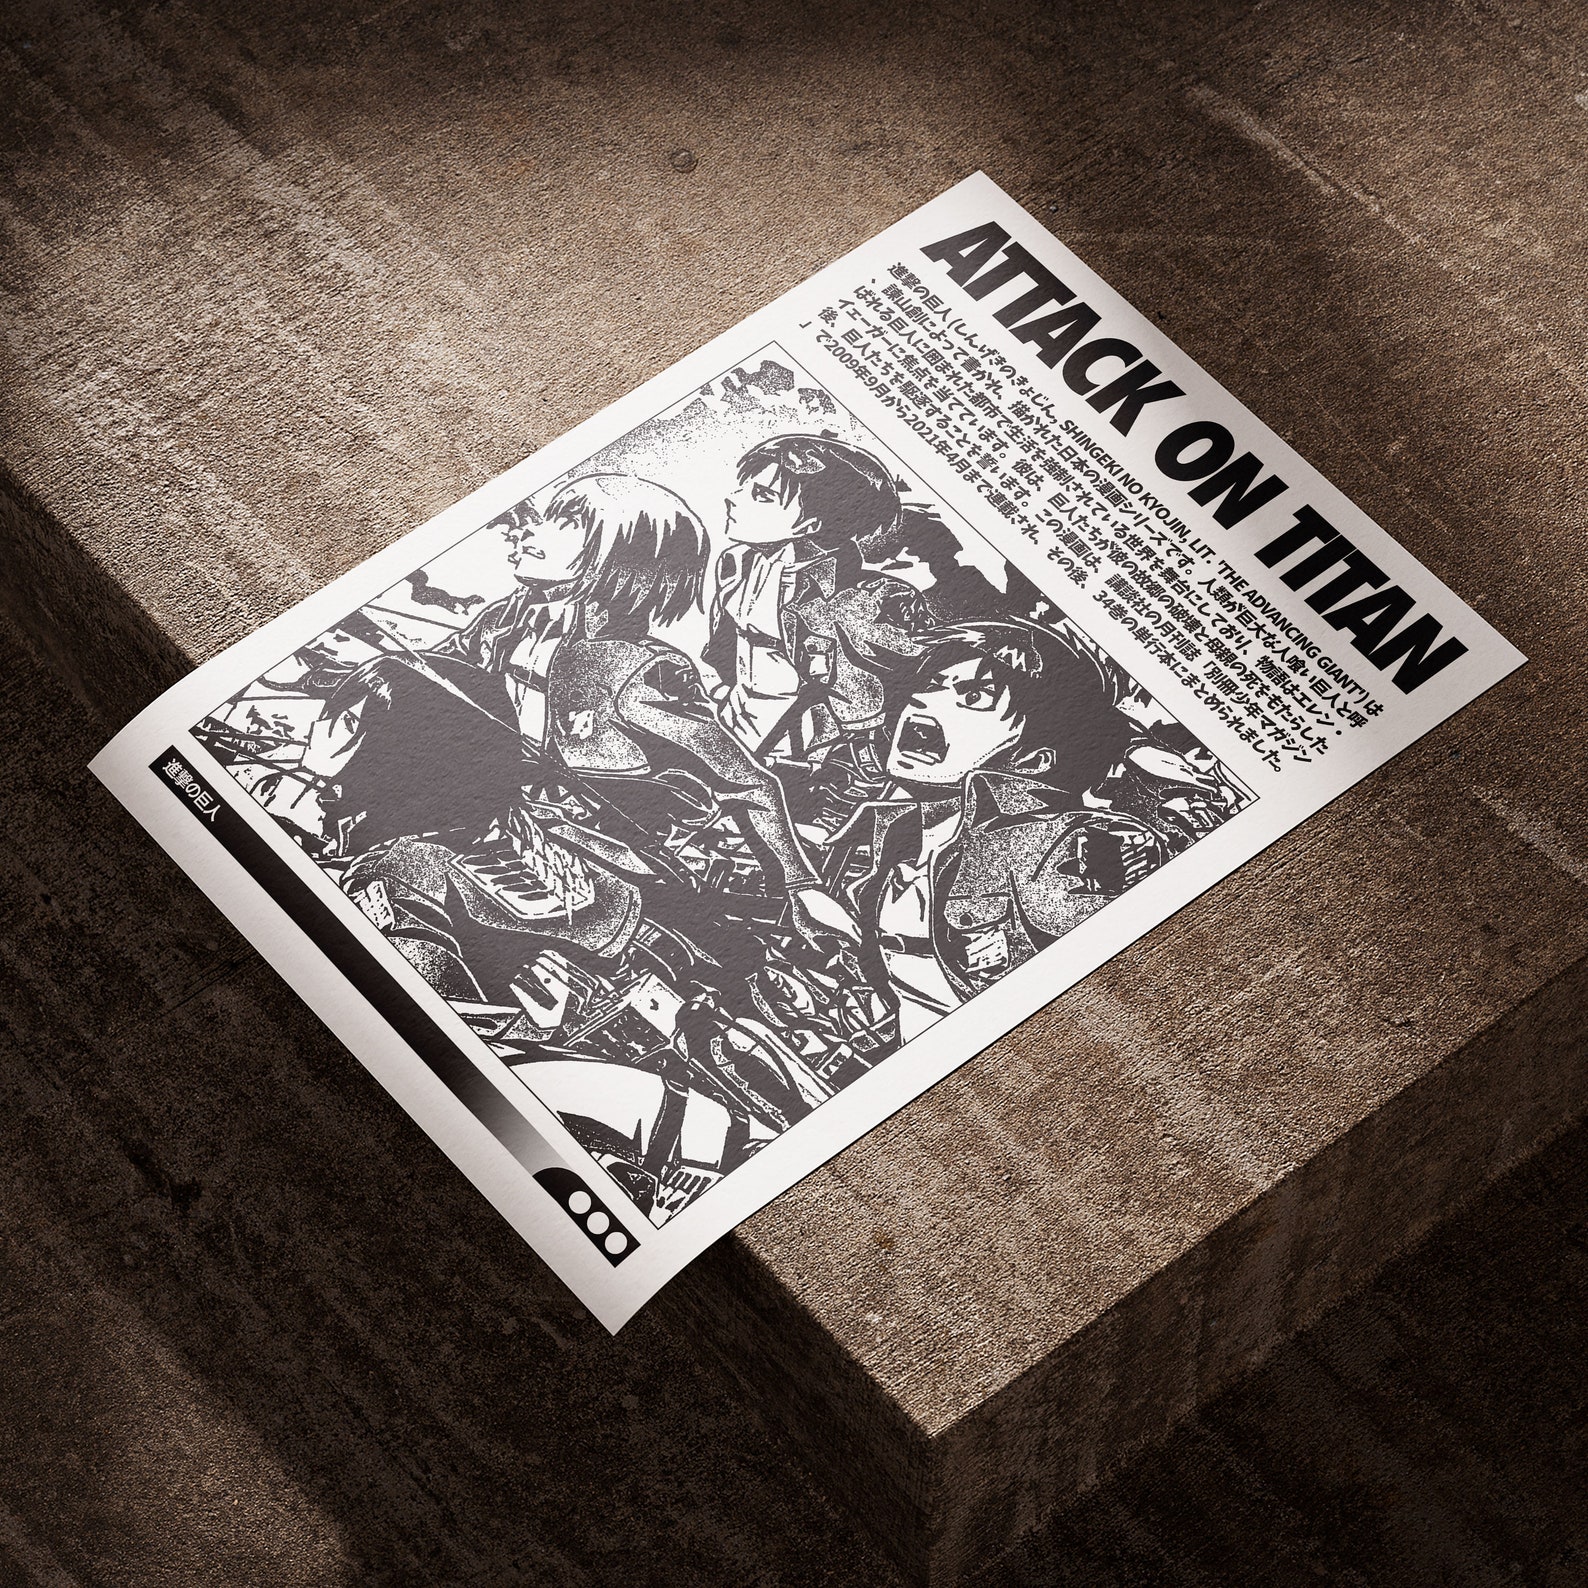 ATTACK ON TITAN
進撃の巨人 (しんげきのきょじん, SHINGEKI NO KYOJIN, LIT. 'THE ADVANCING GIANT') は
、諫山創によって書かれ、描かれた日本の漫画シリーズです。人類が巨大な人喰い巨人と呼
ばれる巨人に囲まれた都市で生活を強制されている世界を舞台にしており、物語はエレン・
イェーガーに焦点を当てています。彼は、巨人たちが彼の故郷の破壊と母親の死をもたらした
後、巨人たちを駆逐することを誓います。この漫画は、講談社の月刊誌「別冊少年マガジン
」で2009年9月から2021年4月まで連載され、その後、34巻の単行本にまとめられました。
進撃の巨人